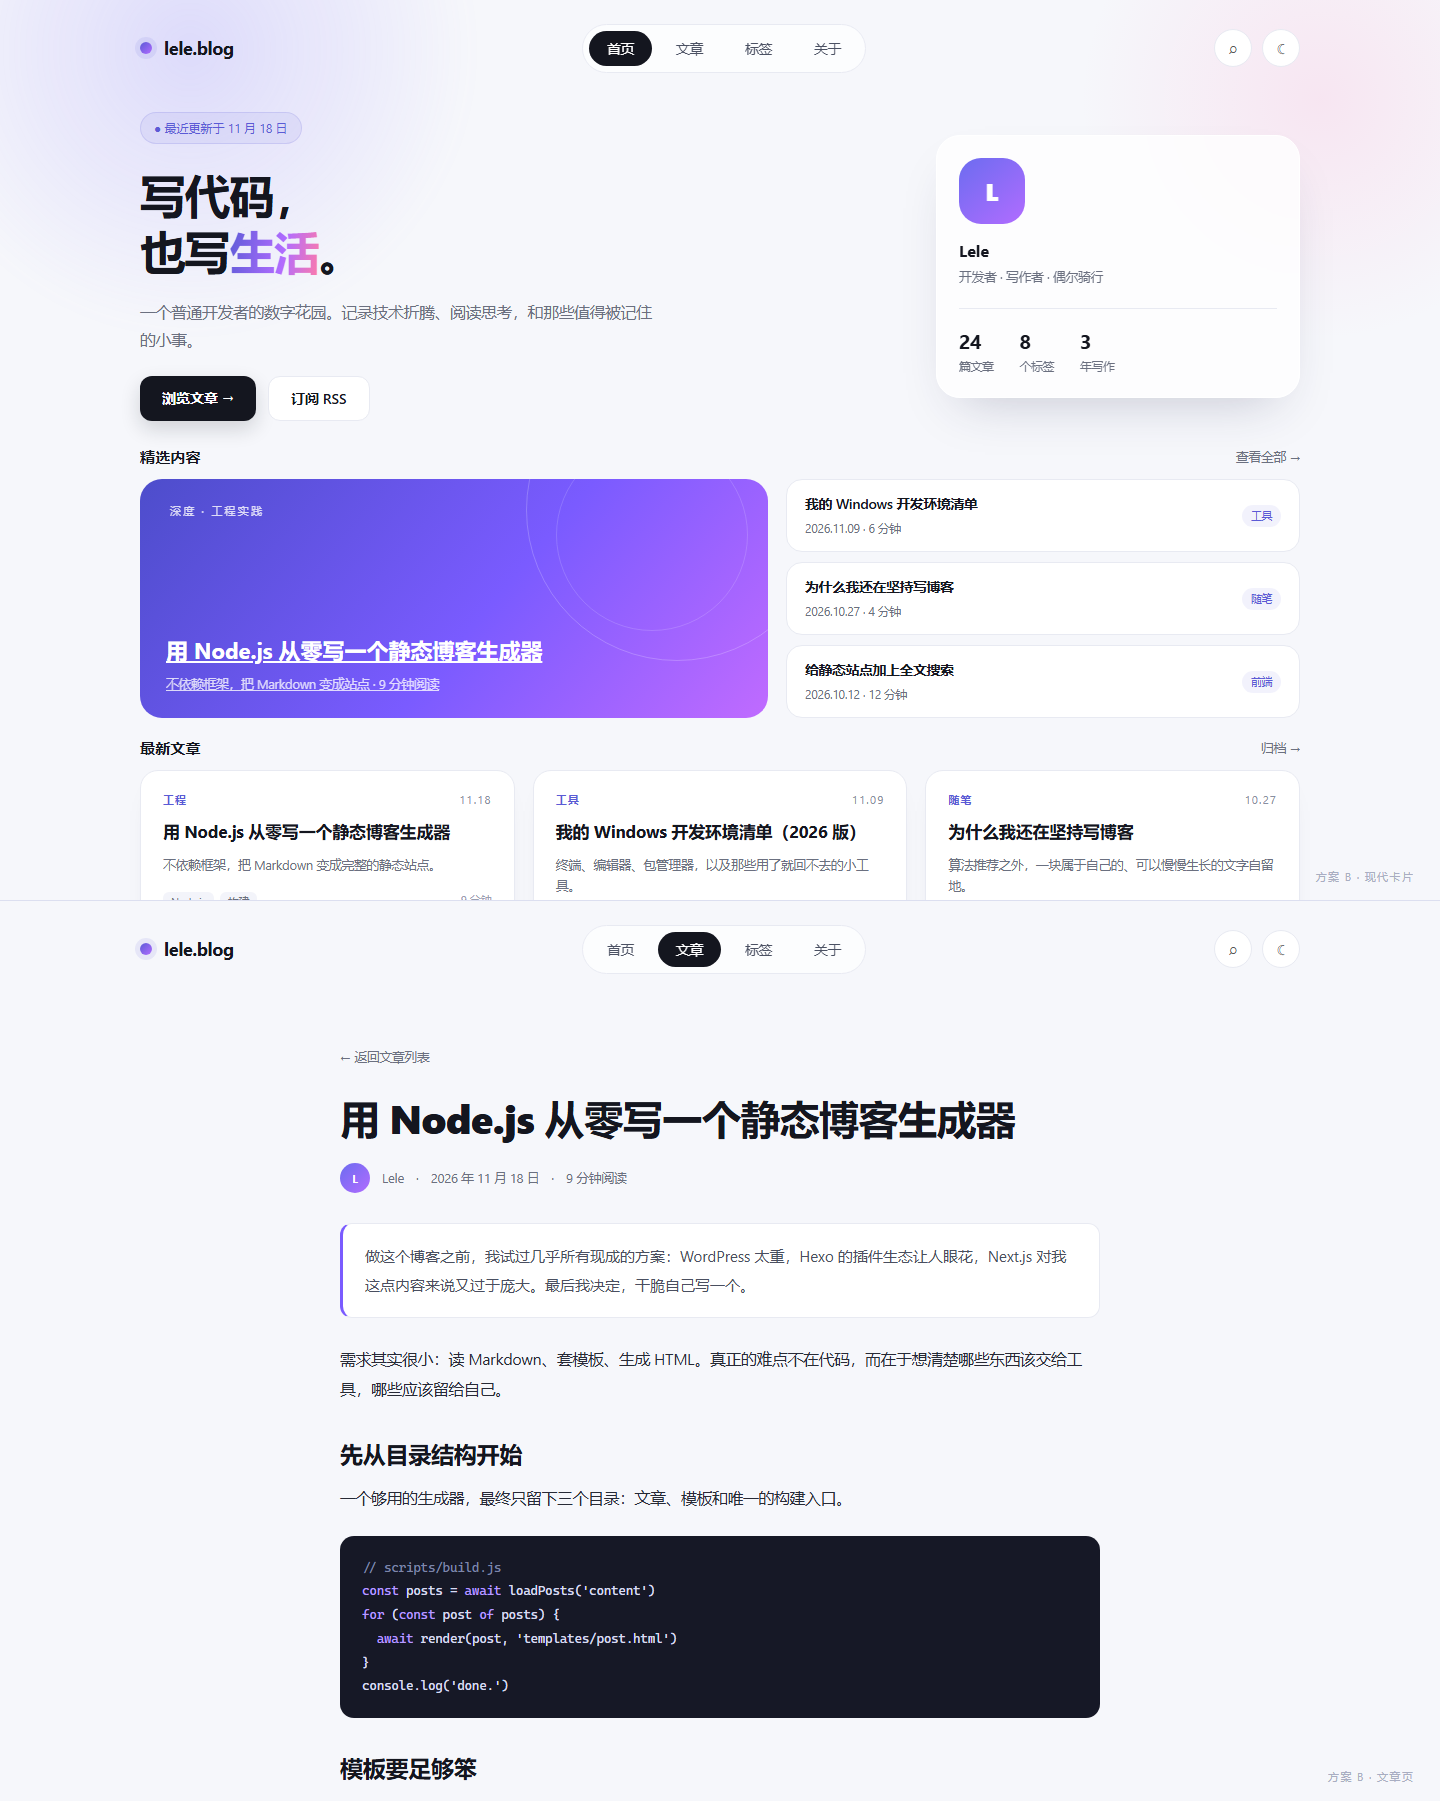 lele.blog
首页 文章 标签 关于
● 最近更新于 11 月 18 日
写代码，
也写生活。
一个普通开发者的数字花园。记录技术折腾、阅读思考，和那些值得被记住
的小事。
浏览文章 →
订阅 RSS
L
Lele
开发者 · 写作者 · 偶尔骑行
24 8 3
篇文章 个标签 年写作
精选内容
查看全部 →
深度 · 工程实践
用 Node.js 从零写一个静态博客生成器
不依赖框架，把 Markdown 变成站点 · 9 分钟阅读
我的 Windows 开发环境清单
2026.11.09 · 6 分钟
工具
为什么我还在坚持写博客
2026.10.27 · 4 分钟
随笔
给静态站点加上全文搜索
2026.10.12 · 12 分钟
前端
最新文章
归档 →
工程 11.18
用 Node.js 从零写一个静态博客生成器
不依赖框架，把 Markdown 变成完整的静态站点。
工具 11.09
我的 Windows 开发环境清单（2026 版）
终端、编辑器、包管理器，以及那些用了就回不去的小工
具。
随笔 10.27
为什么我还在坚持写博客
算法推荐之外，一块属于自己的、可以慢慢生长的文字自留
地。
方案 B · 现代卡片
lele.blog
首页 文章 标签 关于
← 返回文章列表
用 Node.js 从零写一个静态博客生成器
L Lele · 2026 年 11 月 18 日 · 9 分钟阅读
做这个博客之前，我试过几乎所有现成的方案：WordPress 太重，Hexo 的插件生态让人眼花，Next.js 对我
这点内容来说又过于庞大。最后我决定，干脆自己写一个。
需求其实很小：读 Markdown、套模板、生成 HTML。真正的难点不在代码，而在于想清楚哪些东西该交给工
具，哪些应该留给自己。
先从目录结构开始
一个够用的生成器，最终只留下三个目录：文章、模板和唯一的构建入口。
// scripts/build.js
const posts = await loadPosts('content')
for (const post of posts) {
  await render(post, 'templates/post.html')
}
console.log('done.')
模板要足够笨
方案 B · 文章页